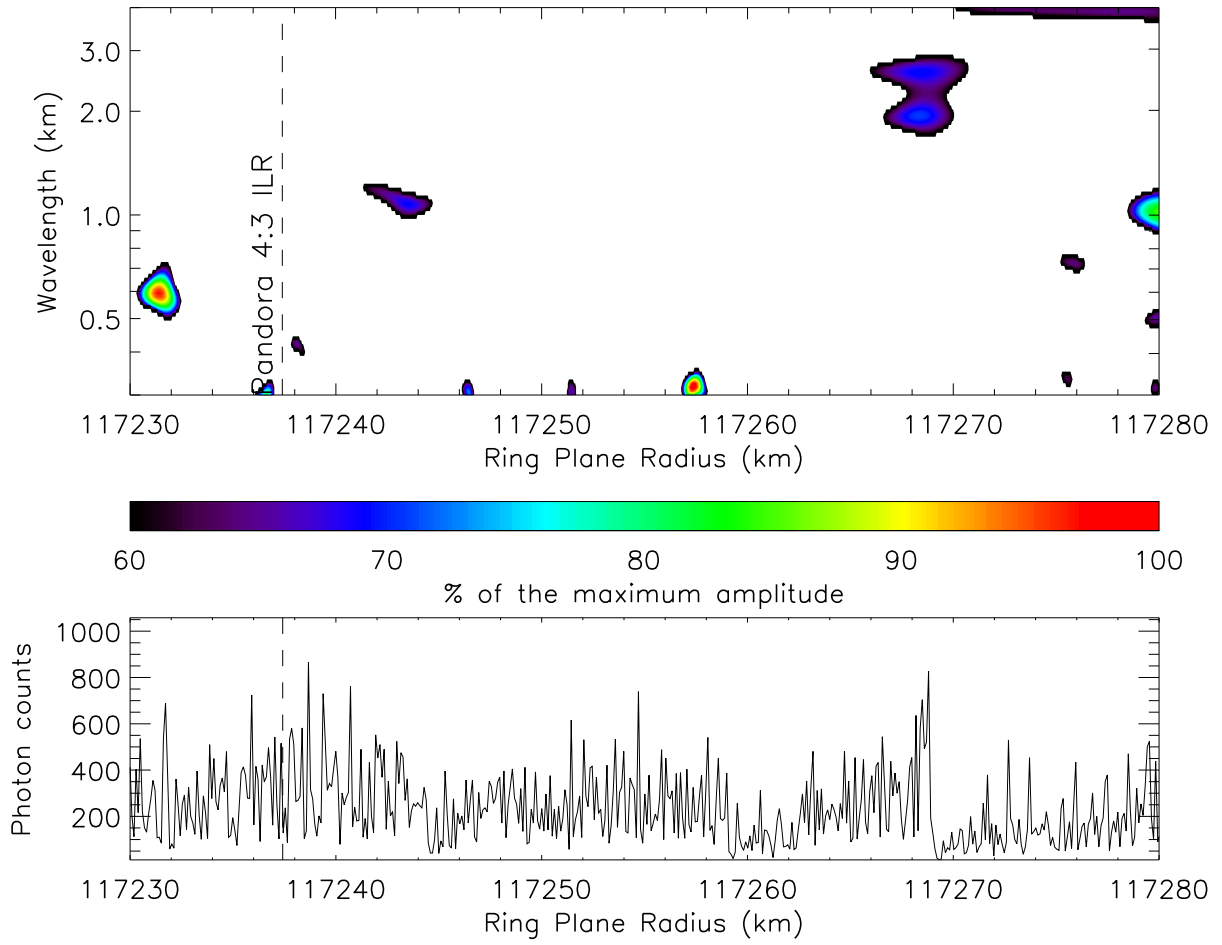 3.0
2.0
1.0
0.5
Wavelength (km)
Pandora 4:3 ILR
117230 117240 117250 117260 117270 117280
Ring Plane Radius (km)
60 70 80 90 100
% of the maximum amplitude
1000
800
600
400
200
Photon counts
117230 117240 117250 117260 117270 117280
Ring Plane Radius (km)